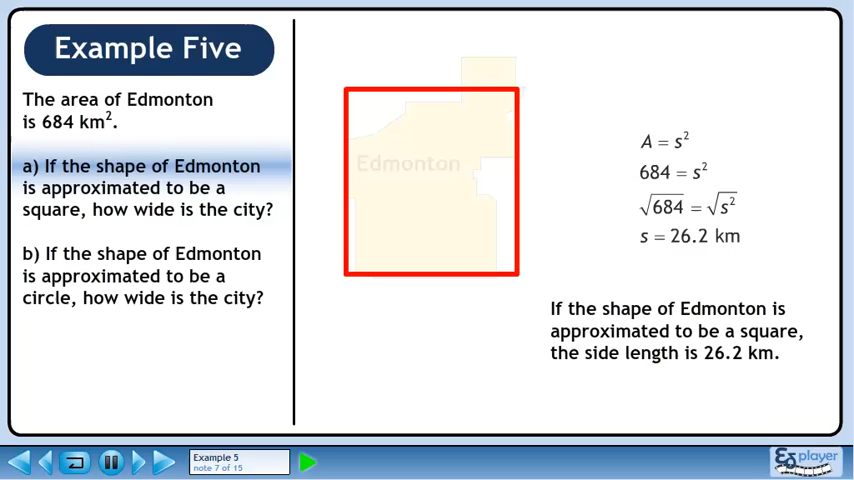 Example Five
The area of Edmonton
is 684 km².
a) If the shape of Edmonton
is approximated to be a
square, how wide is the city?
b) If the shape of Edmonton
is approximated to be a
circle, how wide is the city?
Edmonton
A = s²
684 = s²
√684 = √s²
s = 26.2 km
If the shape of Edmonton is
approximated to be a square,
the side length is 26.2 km.
Example 5
note 7 of 15
player